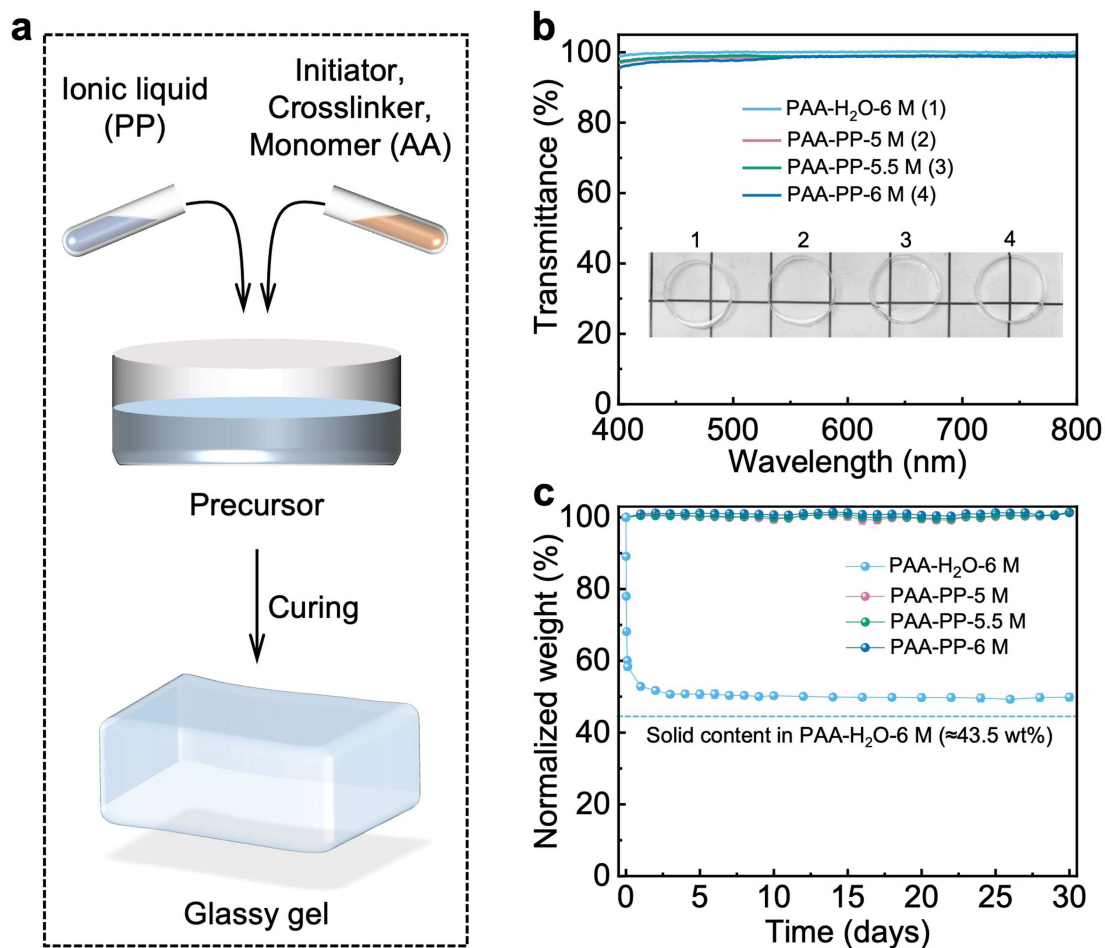 a
Ionic liquid
(PP)
Initiator,
Crosslinker,
Monomer (AA)
Precursor
Curing
Glassy gel
b
Transmittance (%)
100
80
60
40
20
0
PAA-H₂O-6 M (1)
PAA-PP-5 M (2)
PAA-PP-5.5 M (3)
PAA-PP-6 M (4)
1 2 3 4
400 500 600 700 800
Wavelength (nm)
c
Normalized weight (%)
100
80
60
40
20
0
PAA-H₂O-6 M
PAA-PP-5 M
PAA-PP-5.5 M
PAA-PP-6 M
Solid content in PAA-H₂O-6 M (≈43.5 wt%)
0 5 10 15 20 25 30
Time (days)